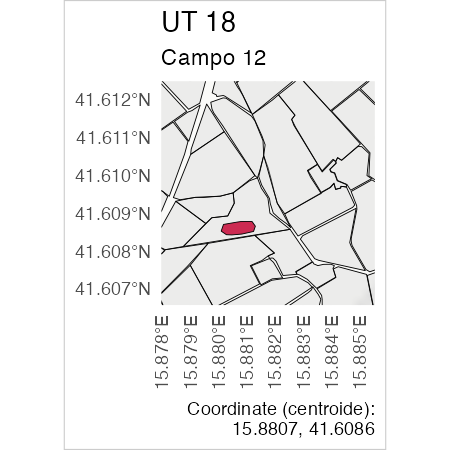 UT 18
Campo 12
41.612°N
41.611°N
41.610°N
41.609°N
41.608°N
41.607°N
15.878°E
15.879°E
15.880°E
15.881°E
15.882°E
15.883°E
15.884°E
15.885°E
Coordinate (centroide):
15.8807, 41.6086